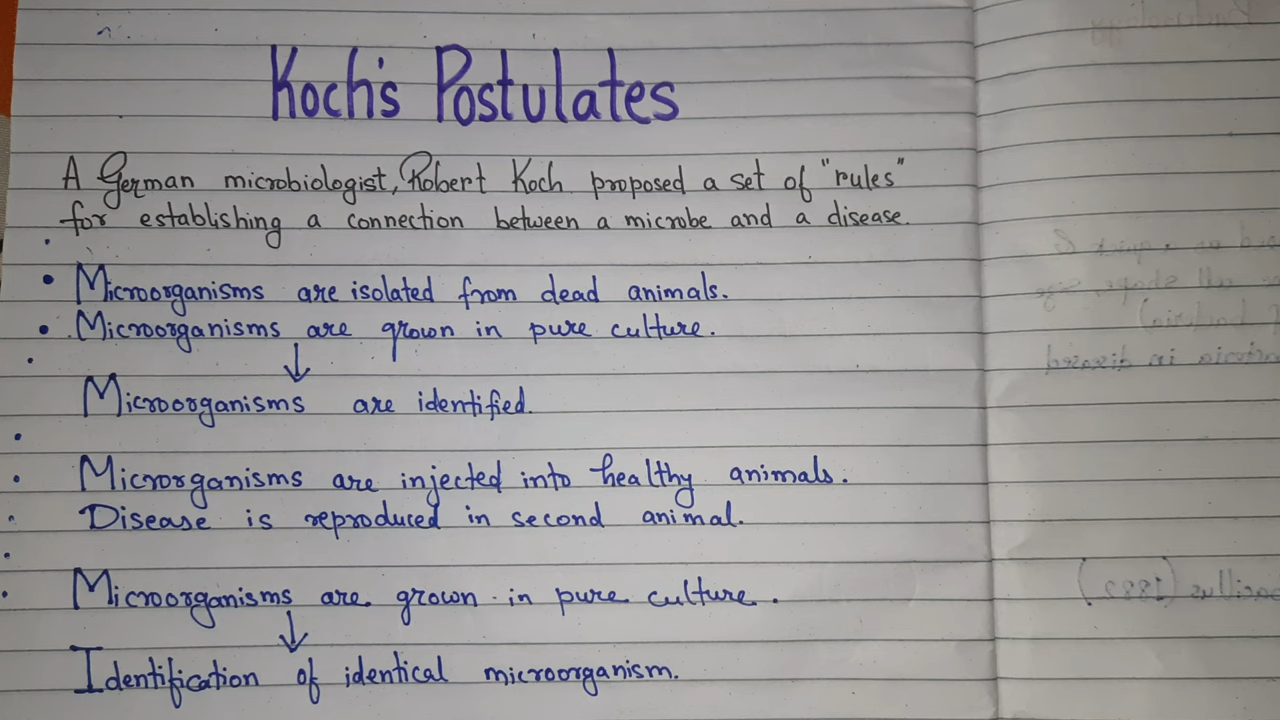 Koch's Postulates
A German microbiologist, Robert Koch proposed a set of "rules"
for establishing a connection between a microbe and a disease.
• Microorganisms are isolated from dead animals.
• Microorganisms are grown in pure culture.
↓
Microorganisms are identified.
Microrganisms are injected into healthy animals.
Disease is reproduced in second animal.
Microorganisms are grown in pure culture.
↓
Identification of identical microorganism.